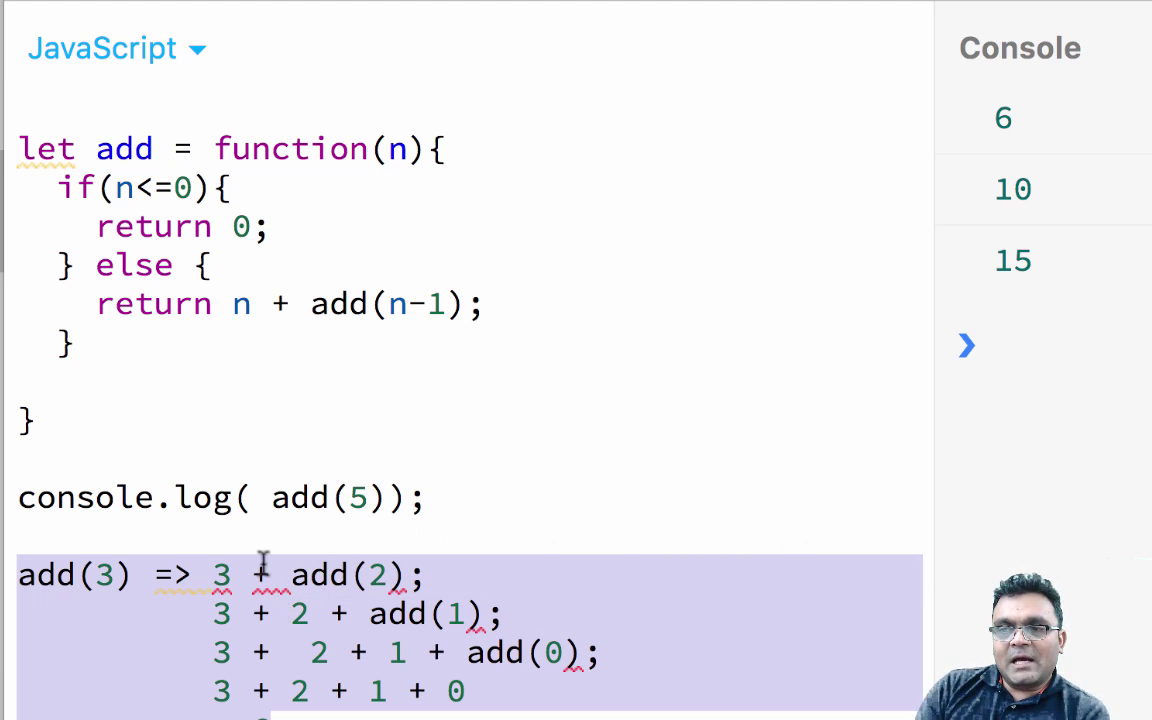 JavaScript
Console
let add = function(n){
if(n<=0){
return 0;
} else {
return n + add(n-1);
}
}
console.log( add(5));
add(3) => 3 + add(2);
3 + 2 + add(1);
3 +  2 + 1 + add(0);
3 + 2 + 1 + 0
6
10
15
❯